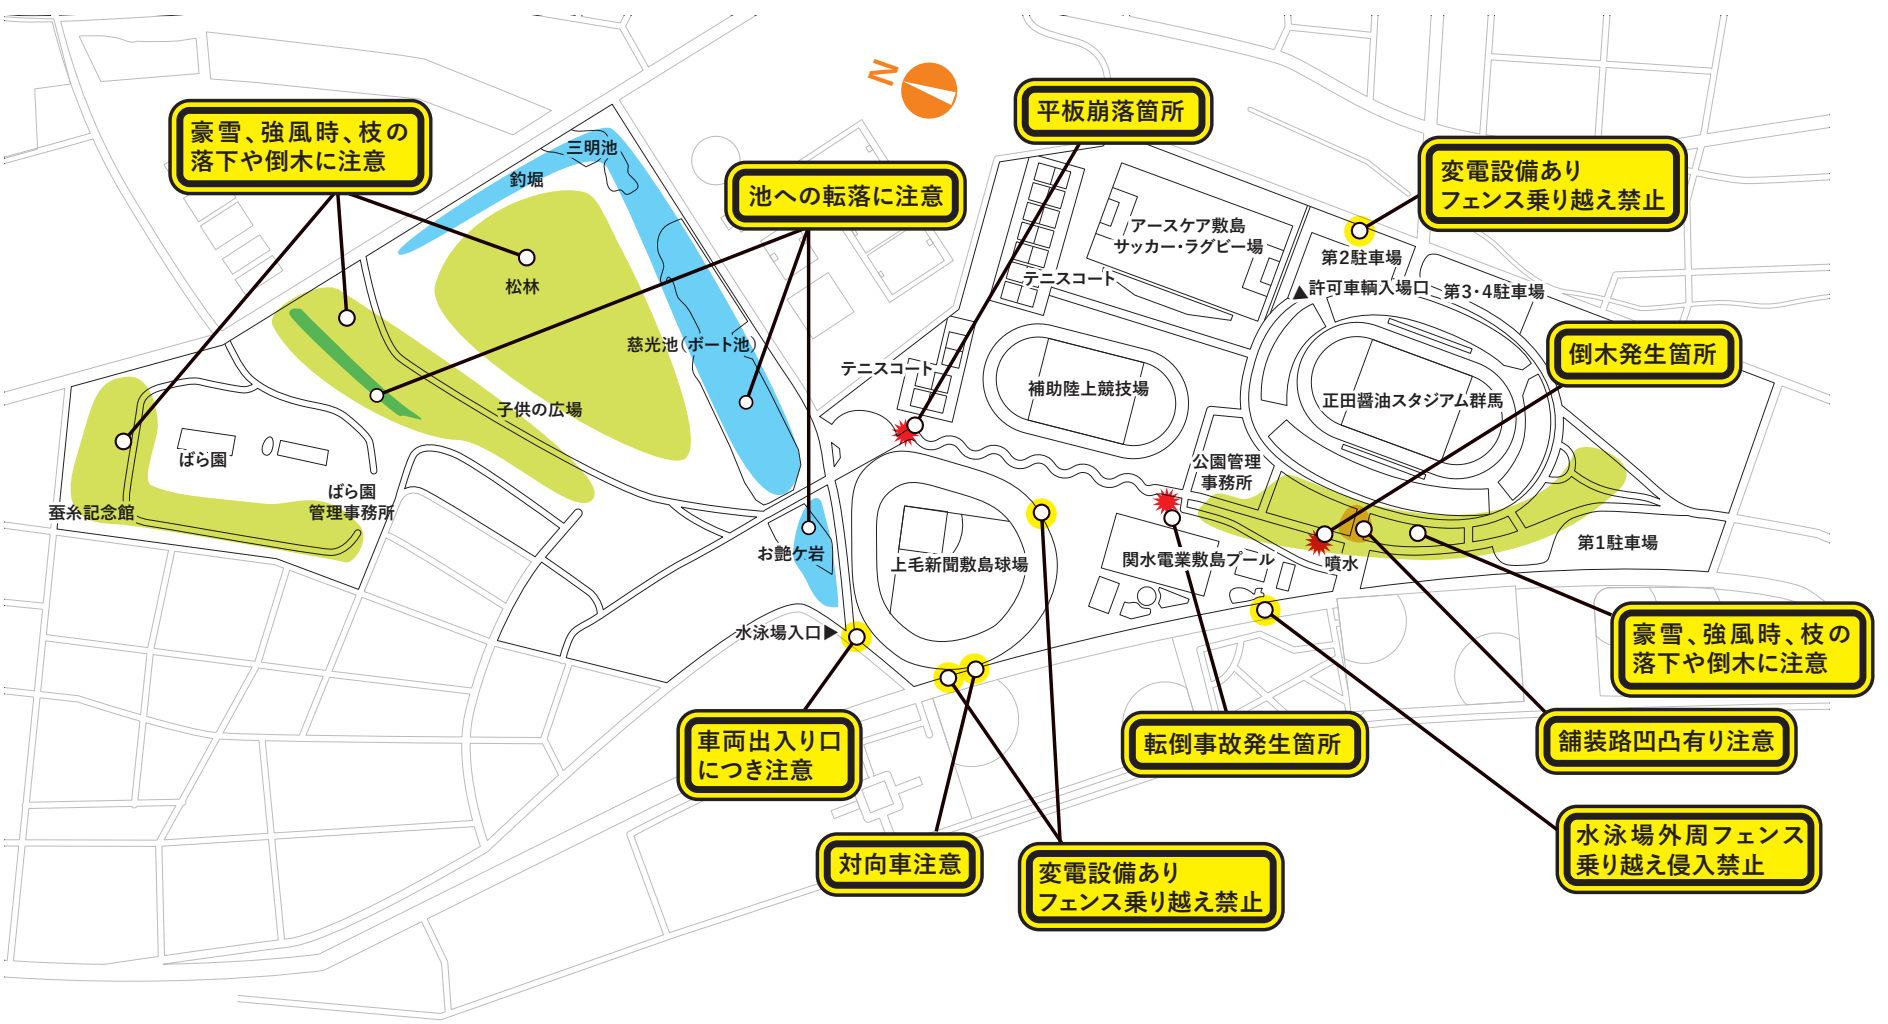 N
平板崩落箇所
豪雪、強風時、枝の
落下や倒木に注意
変電設備あり
フェンス乗り越え禁止
三明池
釣堀
池への転落に注意
アースケア敷島
サッカー・ラグビー場
第2駐車場
テニスコート
松林
▲許可車輌入場口
第3・4駐車場
慈光池（ボート池）
倒木発生箇所
テニスコート
補助陸上競技場
正田醤油スタジアム群馬
子供の広場
ばら園
公園管理
事務所
ばら園
管理事務所
蚕糸記念館
お艶ケ岩
上毛新聞敷島球場
関水電業敷島プール
噴水
第1駐車場
水泳場入口▶
豪雪、強風時、枝の
落下や倒木に注意
車両出入り口
につき注意
転倒事故発生箇所
舗装路凹凸有り注意
対向車注意
変電設備あり
フェンス乗り越え禁止
水泳場外周フェンス
乗り越え侵入禁止